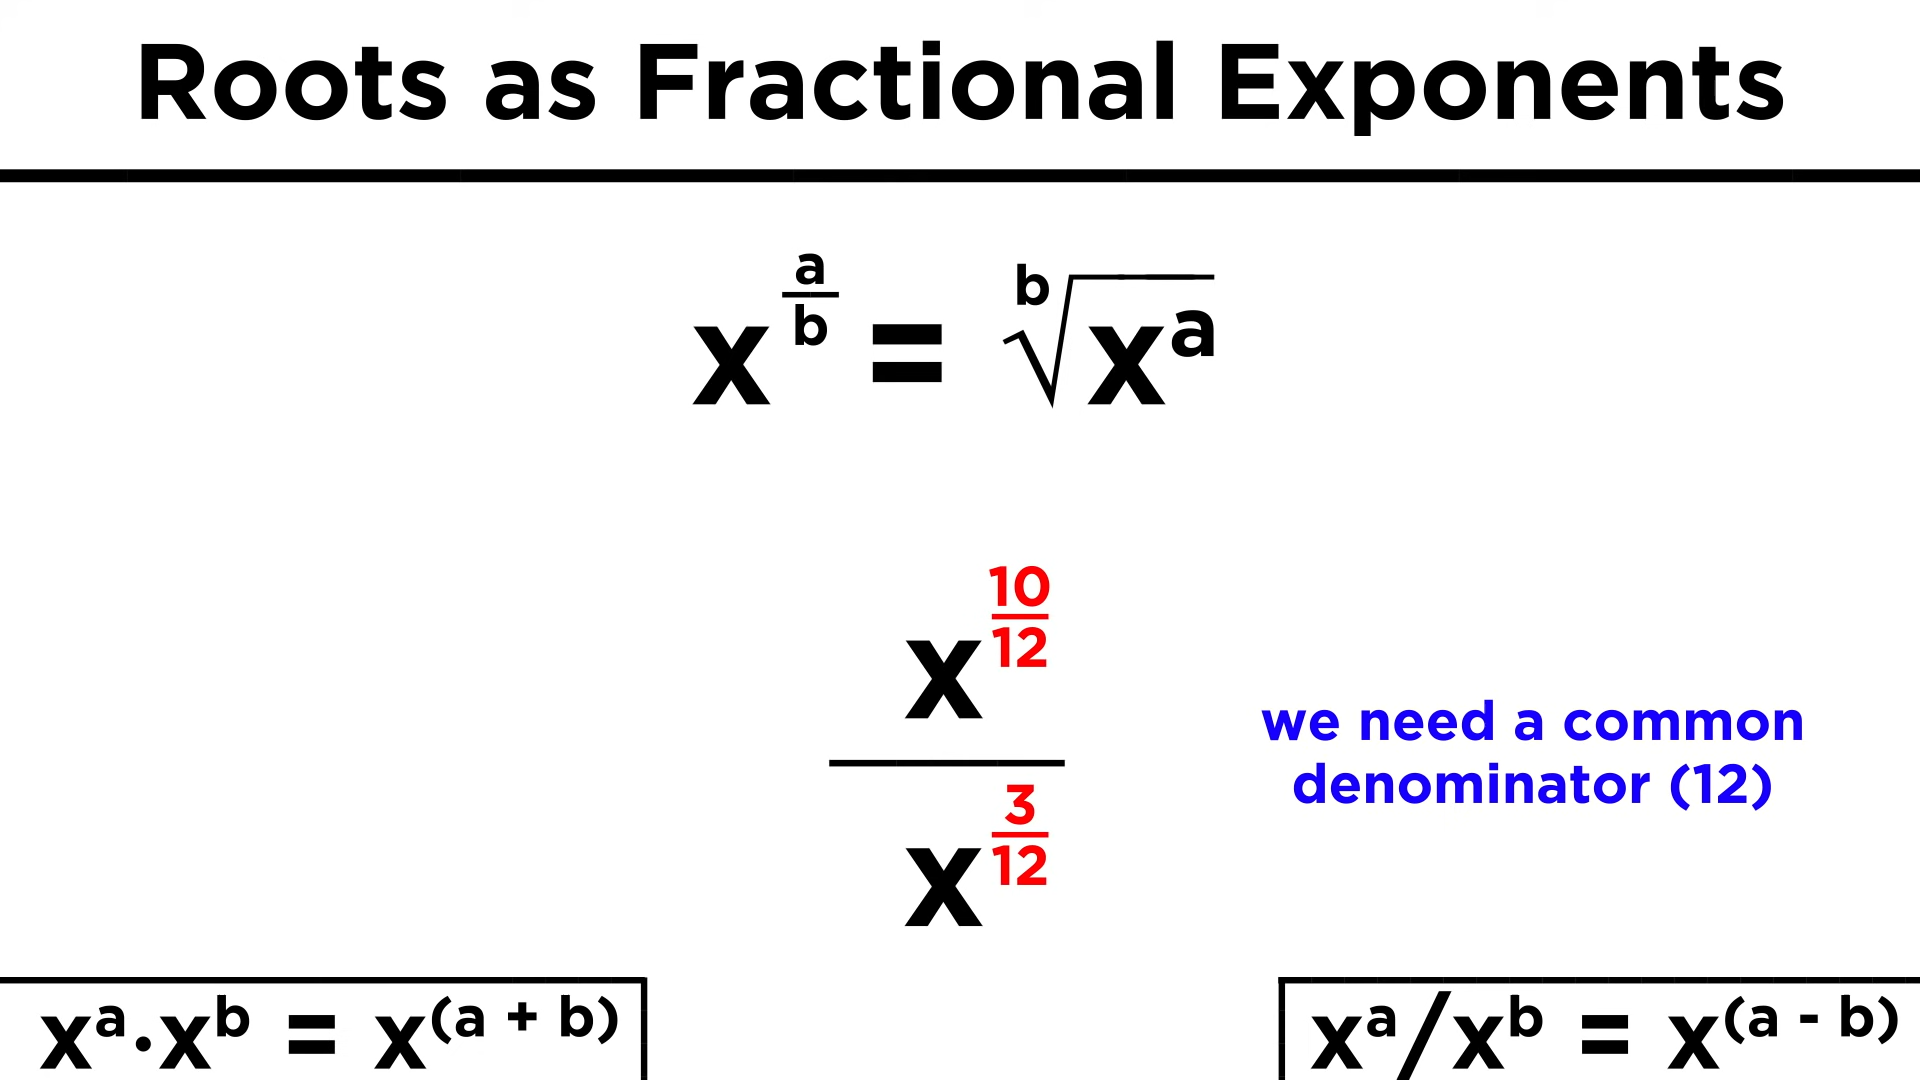 Roots as Fractional Exponents
x^(a/b) = ᵇ√xᵃ
x^(10/12)
x^(3/12)
we need a common
denominator (12)
xᵃ·xᵇ = x⁽ᵃ ⁺ ᵇ⁾
xᵃ/xᵇ = x⁽ᵃ ⁻ ᵇ⁾